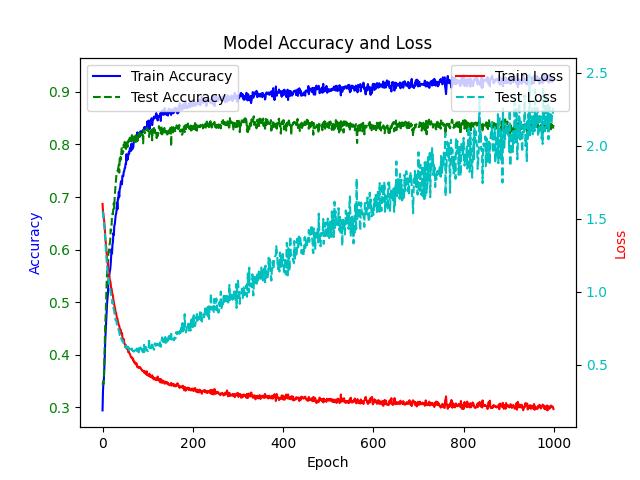 Model Accuracy and Loss
Train Accuracy
Test Accuracy
Train Loss
Test Loss
Accuracy
0.9
0.8
0.7
0.6
0.5
0.4
0.3
2.5
2.0
1.5
1.0
0.5
Loss
0 200 400 600 800 1000
Epoch